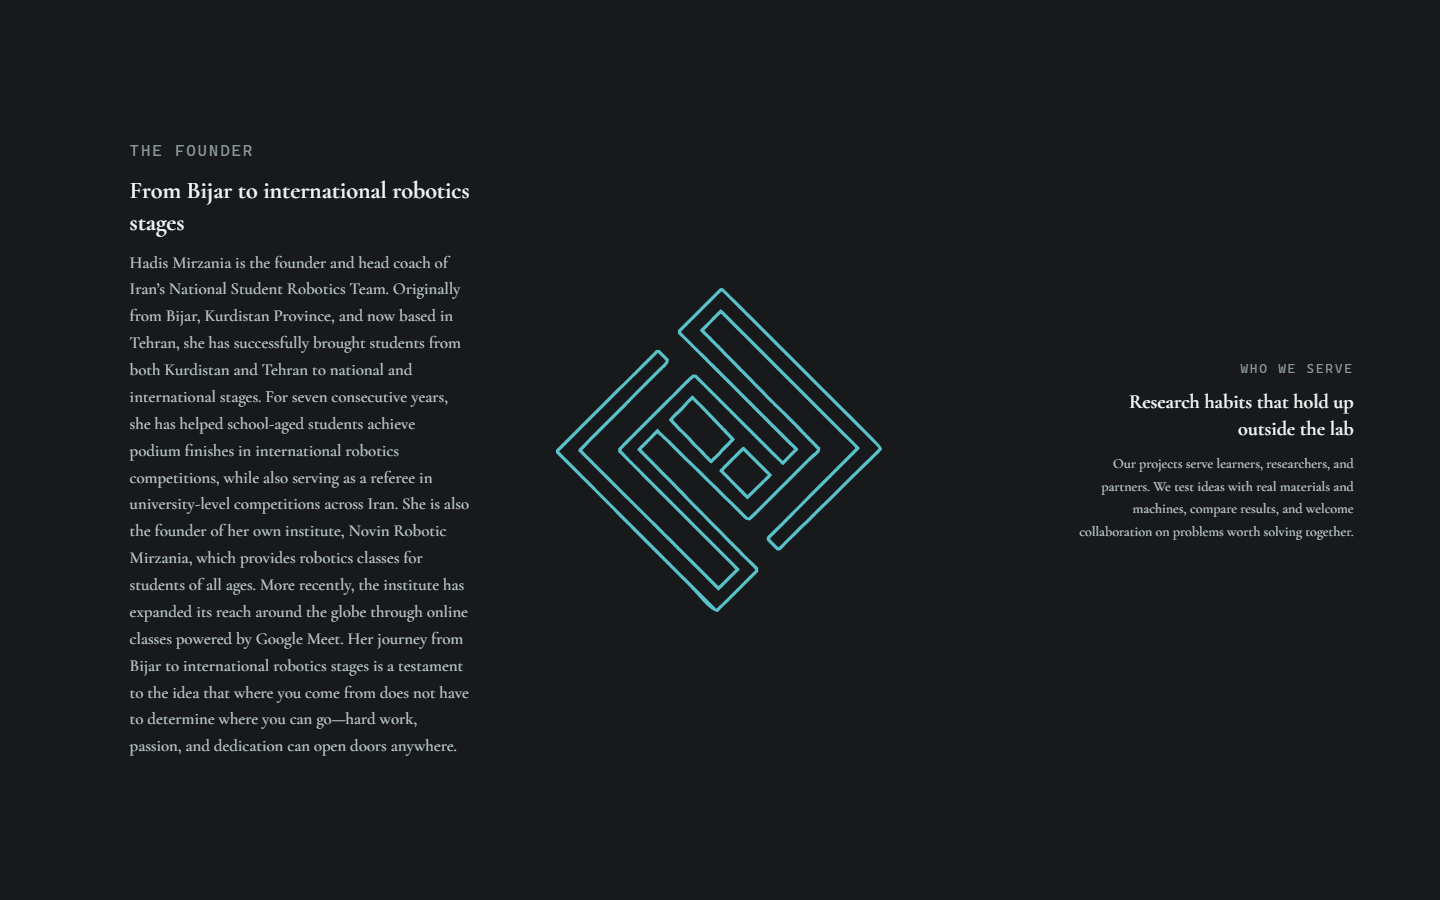 THE FOUNDER
From Bijar to international robotics
stages
Hadis Mirzania is the founder and head coach of
Iran’s National Student Robotics Team. Originally
from Bijar, Kurdistan Province, and now based in
Tehran, she has successfully brought students from
both Kurdistan and Tehran to national and
international stages. For seven consecutive years,
she has helped school-aged students achieve
podium finishes in international robotics
competitions, while also serving as a referee in
university-level competitions across Iran. She is also
the founder of her own institute, Novin Robotic
Mirzania, which provides robotics classes for
students of all ages. More recently, the institute has
expanded its reach around the globe through online
classes powered by Google Meet. Her journey from
Bijar to international robotics stages is a testament
to the idea that where you come from does not have
to determine where you can go—hard work,
passion, and dedication can open doors anywhere.
WHO WE SERVE
Research habits that hold up
outside the lab
Our projects serve learners, researchers, and
partners. We test ideas with real materials and
machines, compare results, and welcome
collaboration on problems worth solving together.